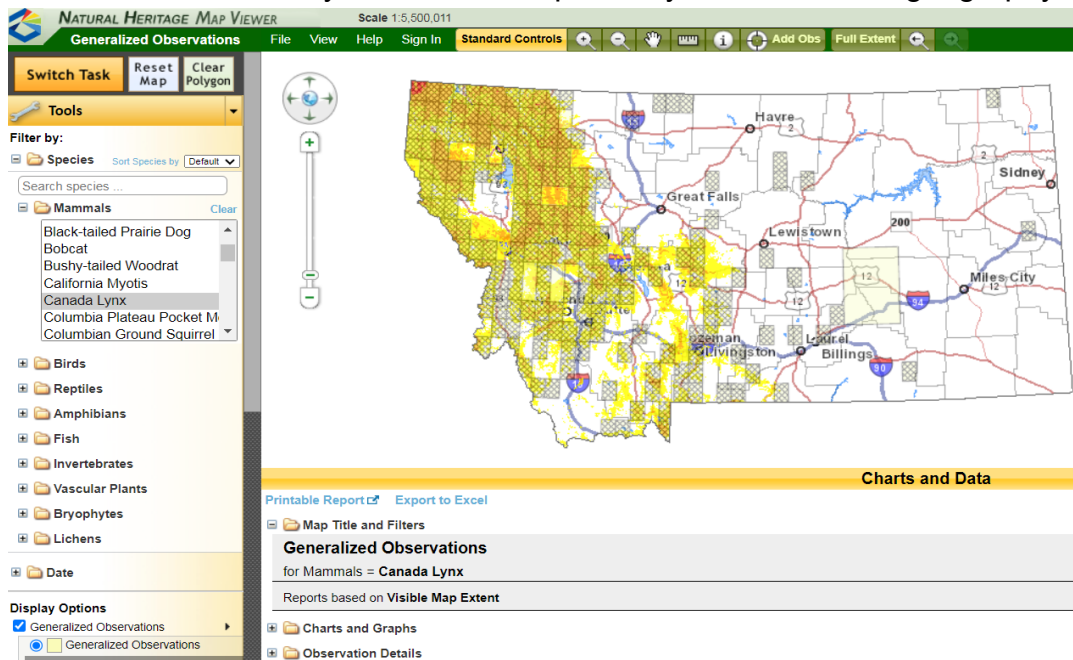 NATURAL HERITAGE MAP VIEWER
Scale 1:5,500,011
Generalized Observations
File View Help Sign In Standard Controls Add Obs Full Extent
Switch Task
Reset Map
Clear Polygon
Tools
Filter by:
Species Sort Species by Default
Search species ...
Mammals Clear
Black-tailed Prairie Dog
Bobcat
Bushy-tailed Woodrat
California Myotis
Canada Lynx
Columbia Plateau Pocket M
Columbian Ground Squirrel
Birds
Reptiles
Amphibians
Fish
Invertebrates
Vascular Plants
Bryophytes
Lichens
Date
Display Options
Generalized Observations
Generalized Observations
Havre
2
2
Sidney
93
Great Falls
200
Lewistown
12
12
Miles City
12
12
94
Livingston
Laurel
Billings
90
Charts and Data
Printable Report Export to Excel
Map Title and Filters
Generalized Observations
for Mammals = Canada Lynx
Reports based on Visible Map Extent
Charts and Graphs
Observation Details